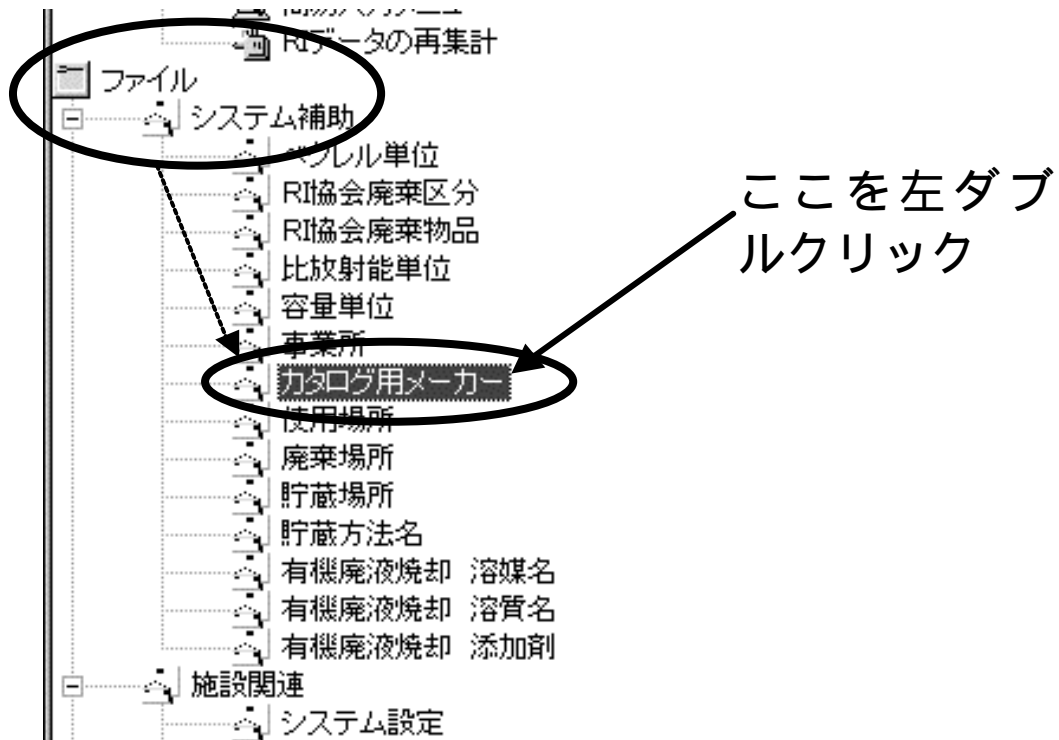 RIデータの再集計
ファイル
システム補助
ベクレル単位
RI協会廃棄区分
RI協会廃棄物品
比放射能単位
容量単位
事業所
カタログ用メーカー
使用場所
廃棄場所
貯蔵場所
貯蔵方法名
有機廃液焼却 溶媒名
有機廃液焼却 溶質名
有機廃液焼却 添加剤
施設関連
システム設定
ここを左ダブ
ルクリック